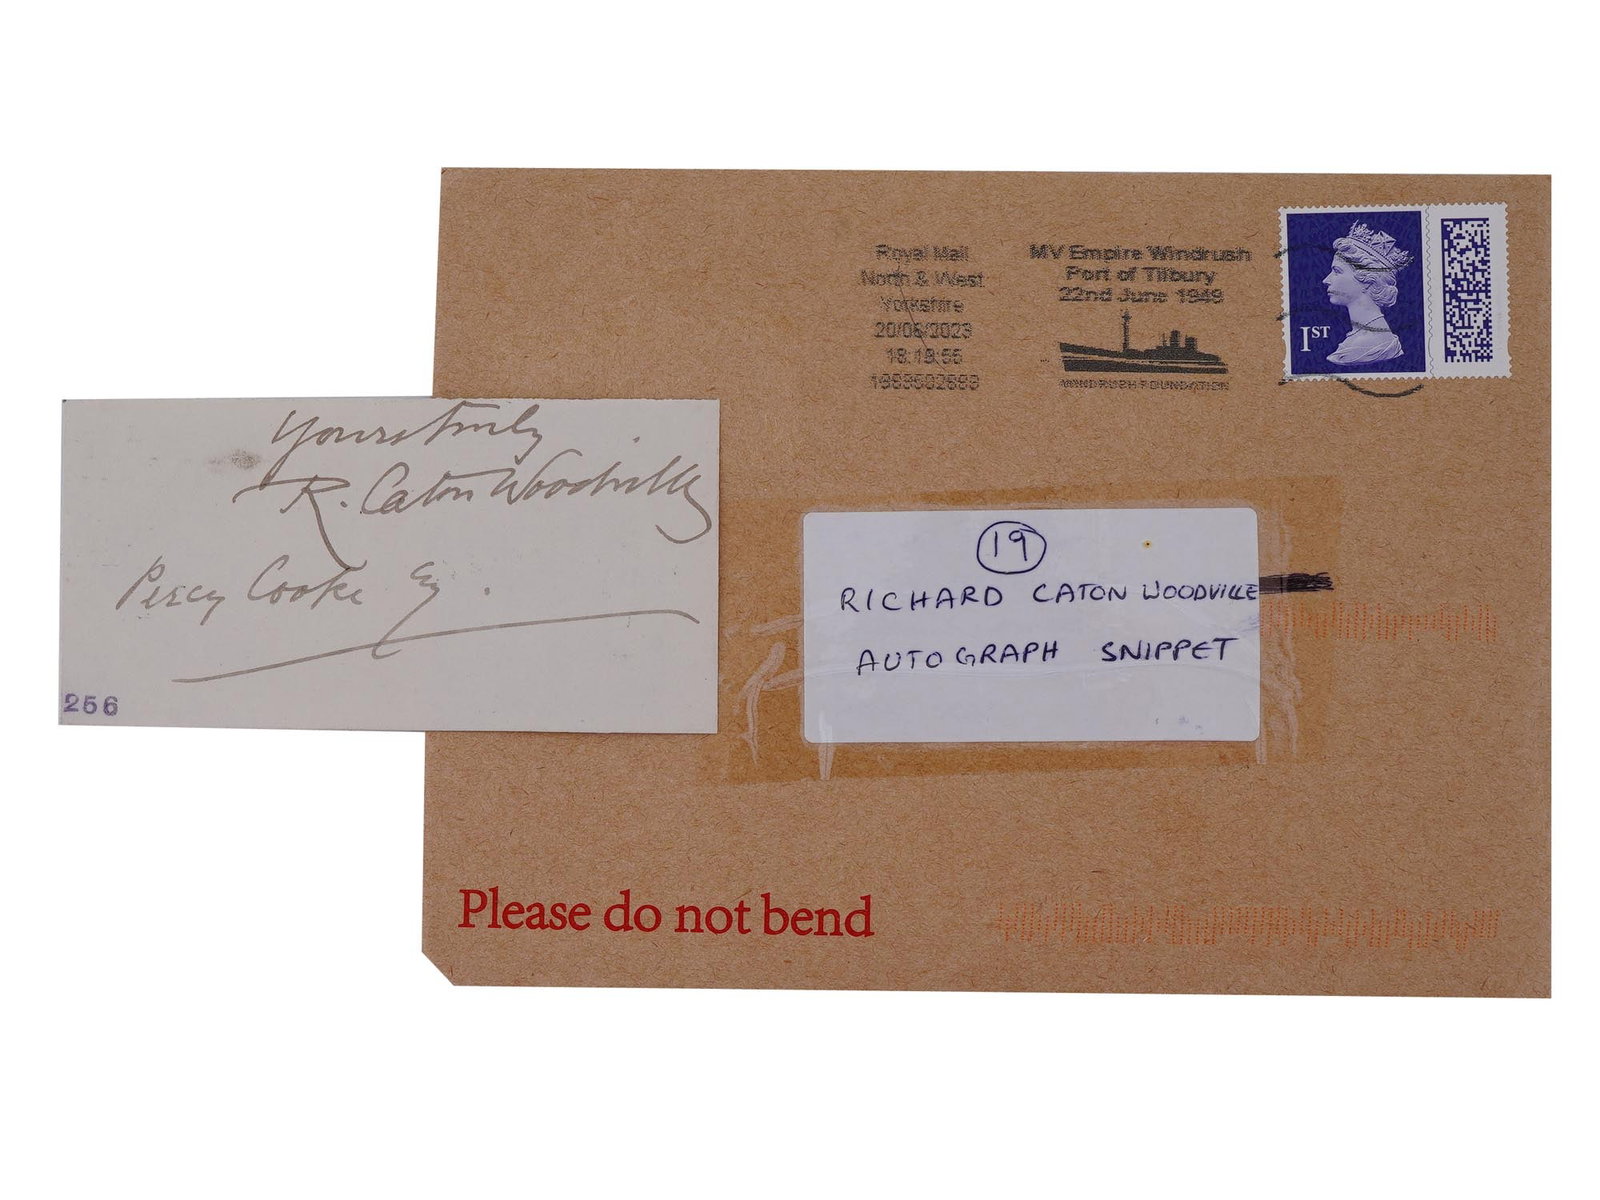 Yours truly
R. Caton Woodville
Percy Cooke Esq.
256
Royal Mail
North & West
Yorkshire
20/06/2023
MV Empire Windrush
Port of Tilbury
22nd June 1948
WINDRUSH FOUNDATION
1ST
19
RICHARD CATON WOODVILLE
AUTOGRAPH SNIPPET
Please do not bend